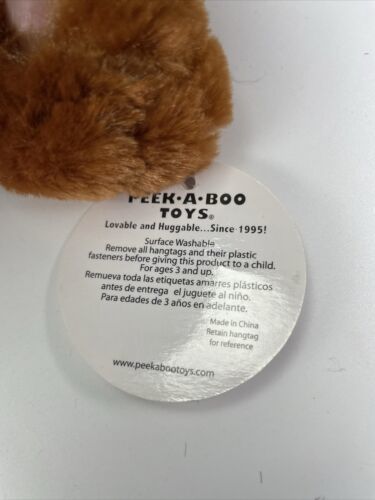 PEEK·A·BOO
TOYS®
Lovable and Huggable...Since 1995!
Surface Washable
Remove all hangtags and their plastic
fasteners before giving this product to a child.
For ages 3 and up.
Remueva toda las etiquetas amarres plásticos
antes de entrega el juguete al niño.
Para edades de 3 años en adelante.
Made in China
Retain hangtag
for reference
www.peekabootoys.com